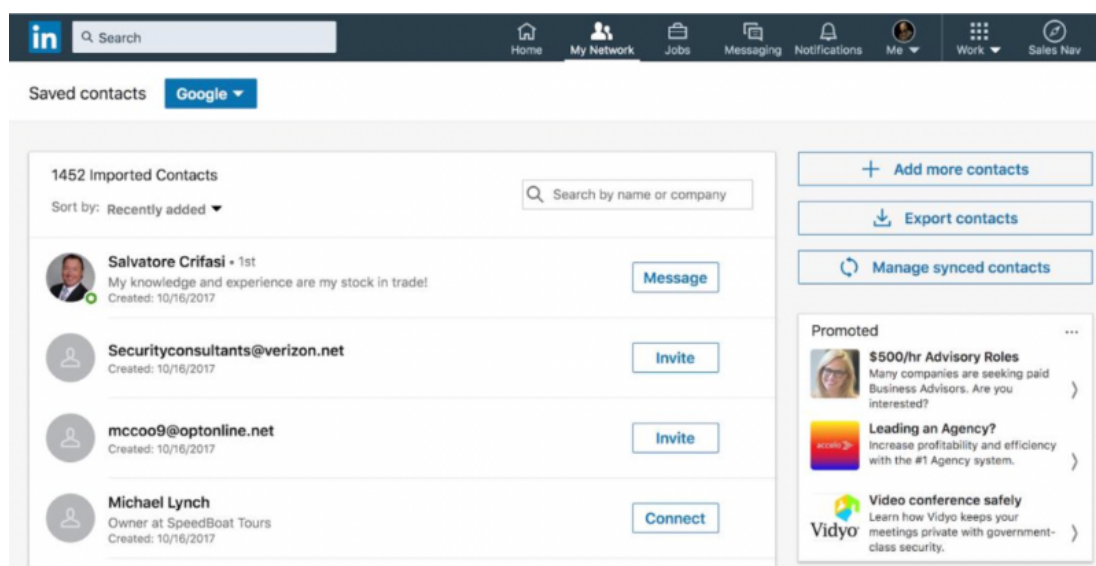 in Search
Home My Network Jobs Messaging Notifications Me Work Sales Nav
Saved contacts Google
1452 Imported Contacts
Sort by: Recently added
Search by name or company
Salvatore Crifasi • 1st
My knowledge and experience are my stock in trade!
Created: 10/16/2017
Message
Securityconsultants@verizon.net
Created: 10/16/2017
Invite
mccoo9@optonline.net
Created: 10/16/2017
Invite
Michael Lynch
Owner at SpeedBoat Tours
Created: 10/16/2017
Connect
Add more contacts
Export contacts
Manage synced contacts
Promoted ...
$500/hr Advisory Roles
Many companies are seeking paid
Business Advisors. Are you
interested?
accelo
Leading an Agency?
Increase profitability and efficiency
with the #1 Agency system.
Vidyo
Video conference safely
Learn how Vidyo keeps your
meetings private with government-
class security.